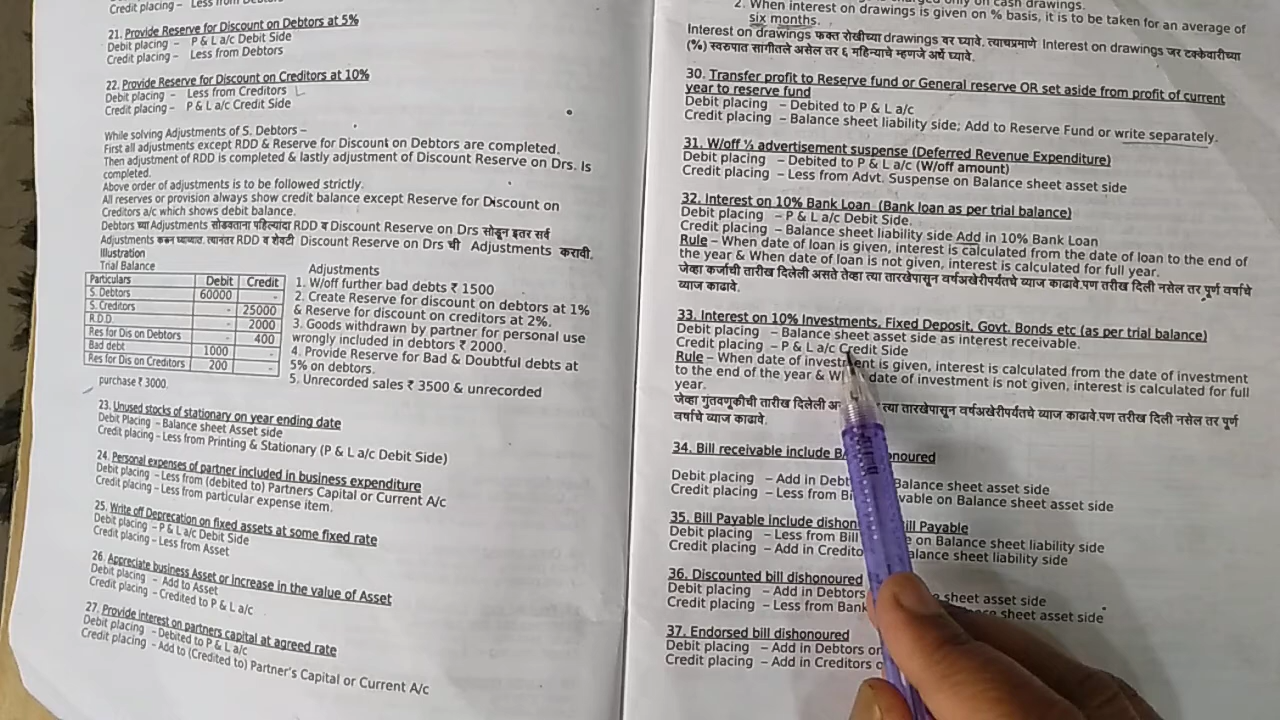 Credit placing – Less from Debtors
21. Provide Reserve for Discount on Debtors at 5%
Debit placing – P & L a/c Debit Side
Credit placing – Less from Debtors
22. Provide Reserve for Discount on Creditors at 10%
Debit placing – Less from Creditors
Credit placing – P & L a/c Credit Side
While solving Adjustments of S. Debtors –
First all adjustments except RDD & Reserve for Discount on Debtors are completed.
Then adjustment of RDD is completed & lastly adjustment of Discount Reserve on Drs. Is
completed.
Above order of adjustments is to be followed strictly.
All reserves or provision always show credit balance except Reserve for Discount on
Creditors a/c which shows debit balance.
Debtors च्या Adjustments सोडवताना पहिल्यांदा RDD व Discount Reserve on Drs सोडून इतर सर्व
Adjustments करून घ्याव्यात. त्यानंतर RDD व शेवटी Discount Reserve on Drs ची Adjustments करावी.
Illustration
Trial Balance
Particulars Debit Credit
S. Debtors 60000 -
S. Creditors - 25000
R.D.D. - 2000
Res for Dis on Debtors - 400
Bad debt 1000 -
Res for Dis on Creditors 200 -
Adjustments
1. W/off further bad debts ₹ 1500
2. Create Reserve for discount on debtors at 1%
& Reserve for discount on creditors at 2%.
3. Goods withdrawn by partner for personal use
wrongly included in debtors ₹ 2000.
4. Provide Reserve for Bad & Doubtful debts at
5% on debtors.
5. Unrecorded sales ₹ 3500 & unrecorded
purchase ₹ 3000.
23. Unused stocks of stationary on year ending date
Debit Placing – Balance sheet Asset side
Credit placing – Less from Printing & Stationary (P & L a/c Debit Side)
24. Personal expenses of partner included in business expenditure
Debit placing – Less from (debited to) Partners Capital or Current A/c
Credit placing – Less from particular expense item.
25. Write off Deprecation on fixed assets at some fixed rate
Debit placing – P & L a/c Debit Side
Credit placing – Less from Asset
26. Appreciate business Asset or increase in the value of Asset
Debit placing – Add to Asset
Credit placing – Credited to P & L a/c
27. Provide interest on partners capital at agreed rate
Debit placing – Debited to P & L a/c
Credit placing – Add to (Credited to) Partner's Capital or Current A/c
only on cash drawings.
2. When interest on drawings is given on % basis, it is to be taken for an average of
six months.
Interest on drawings फक्त रोखीच्या drawings वर घ्यावे. त्याचप्रमाणे Interest on drawings जर टक्केवारीच्या
(%) स्वरुपात सांगीतले असेल तर ६ महिन्याचे म्हणजे अर्धे घ्यावे.
30. Transfer profit to Reserve fund or General reserve OR set aside from profit of current
year to reserve fund
Debit placing – Debited to P & L a/c
Credit placing – Balance sheet liability side; Add to Reserve Fund or write separately.
31. W/off ⅓ advertisement suspense (Deferred Revenue Expenditure)
Debit placing – Debited to P & L a/c (W/off amount)
Credit placing – Less from Advt. Suspense on Balance sheet asset side
32. Interest on 10% Bank Loan (Bank loan as per trial balance)
Debit placing – P & L a/c Debit Side.
Credit placing – Balance sheet liability side Add in 10% Bank Loan
Rule – When date of loan is given, interest is calculated from the date of loan to the end of
the year & When date of loan is not given, interest is calculated for full year.
जेव्हा कर्जाची तारीख दिलेली असते तेव्हा त्या तारखेपासून वर्षअखेरीपर्यंतचे व्याज काढावे.पण तरीख दिली नसेल तर पूर्ण वर्षाचे
व्याज काढावे.
33. Interest on 10% Investments, Fixed Deposit, Govt. Bonds etc (as per trial balance)
Debit placing – Balance sheet asset side as interest receivable.
Credit placing – P & L a/c Credit Side
Rule – When date of investment is given, interest is calculated from the date of investment
to the end of the year & date of investment is not given, interest is calculated for full
year.
जेव्हा गुंतवणूकीची तारीख दिलेली त्या तारखेपासून वर्षअखेरीपर्यंतचे व्याज काढावे.पण तरीख दिली नसेल तर पूर्ण
वर्षाचे व्याज काढावे.
34. Bill receivable include
Debit placing – Add in Balance sheet asset side
Credit placing – Less from on Balance sheet asset side
35. Bill Payable include Bill Payable
Debit placing – Less from Bill on Balance sheet liability side
Credit placing – Add in Balance sheet liability side
36. Discounted bill dishonoured
Debit placing – Add in Debtors sheet asset side
Credit placing – Less from Bank sheet asset side
37. Endorsed bill dishonoured
Debit placing – Add in Debtors
Credit placing – Add in Creditors